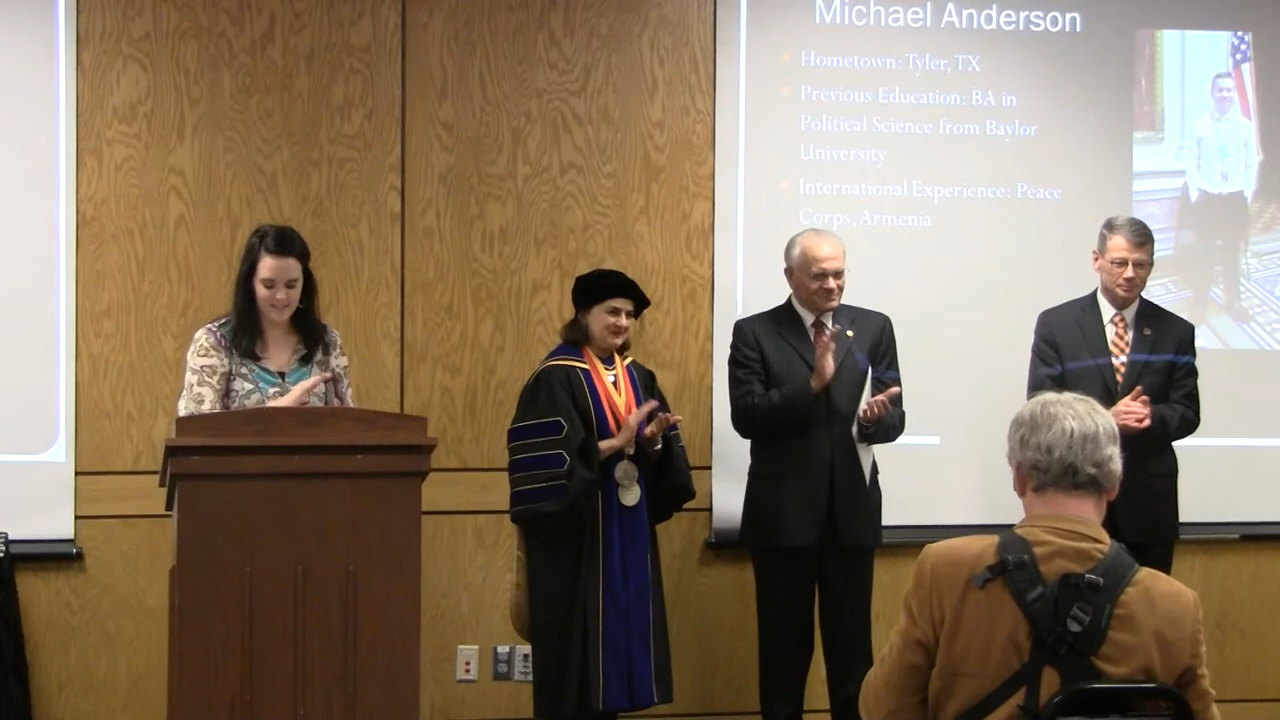 Michael Anderson
Hometown: Tyler, TX
Previous Education: BA in
Political Science from Baylor
University
International Experience: Peace
Corps, Armenia